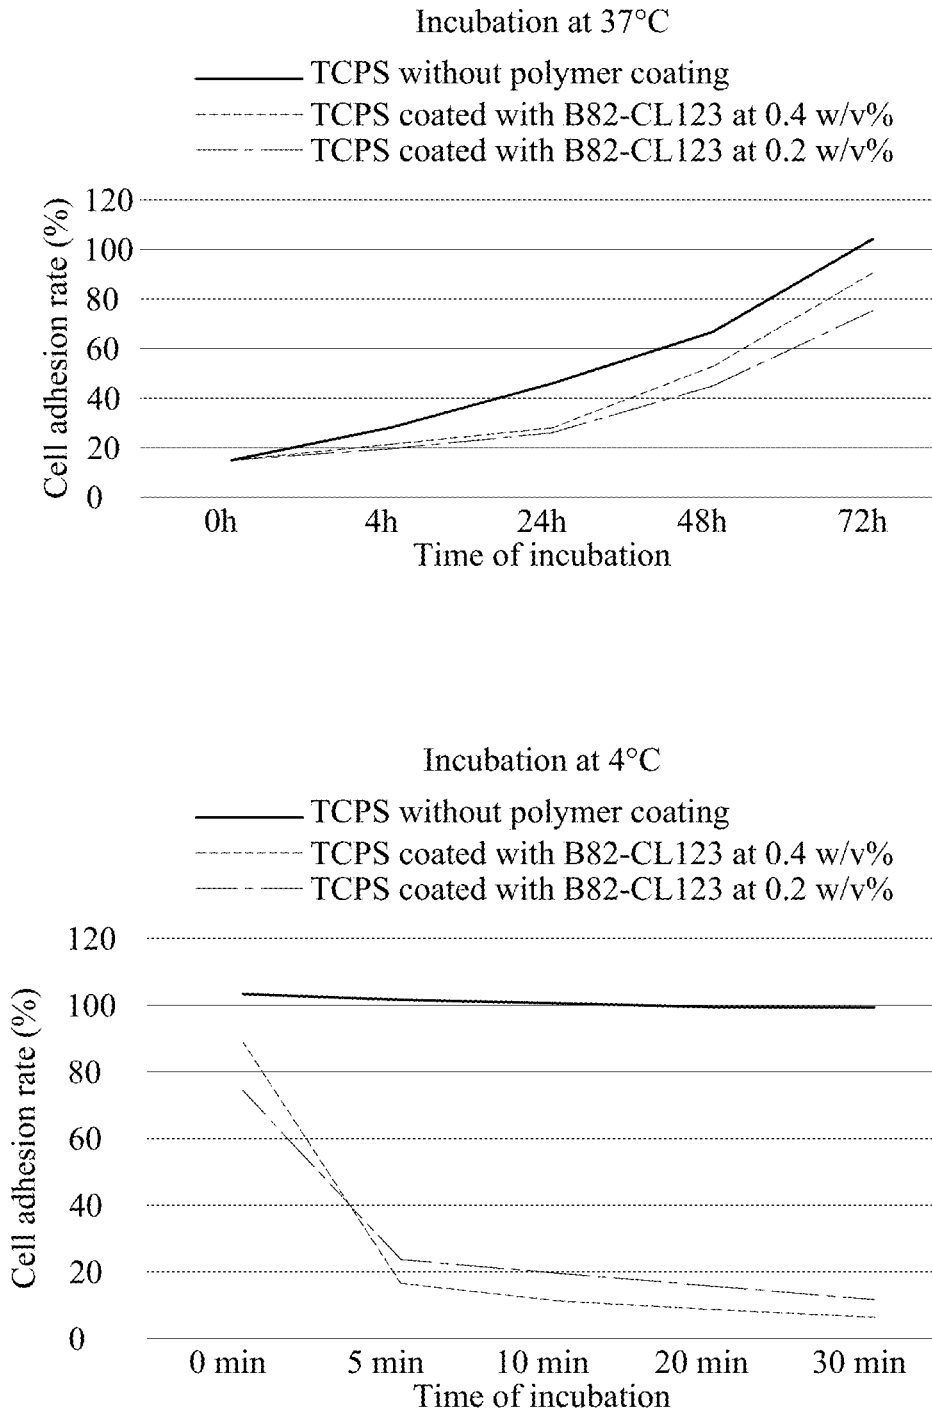 Incubation at 37°C
TCPS without polymer coating
TCPS coated with B82-CL123 at 0.4 w/v%
TCPS coated with B82-CL123 at 0.2 w/v%
Cell adhesion rate (%)
120
100
80
60
40
20
0
0h 4h 24h 48h 72h
Time of incubation
Incubation at 4°C
TCPS without polymer coating
TCPS coated with B82-CL123 at 0.4 w/v%
TCPS coated with B82-CL123 at 0.2 w/v%
Cell adhesion rate (%)
120
100
80
60
40
20
0
0 min 5 min 10 min 20 min 30 min
Time of incubation